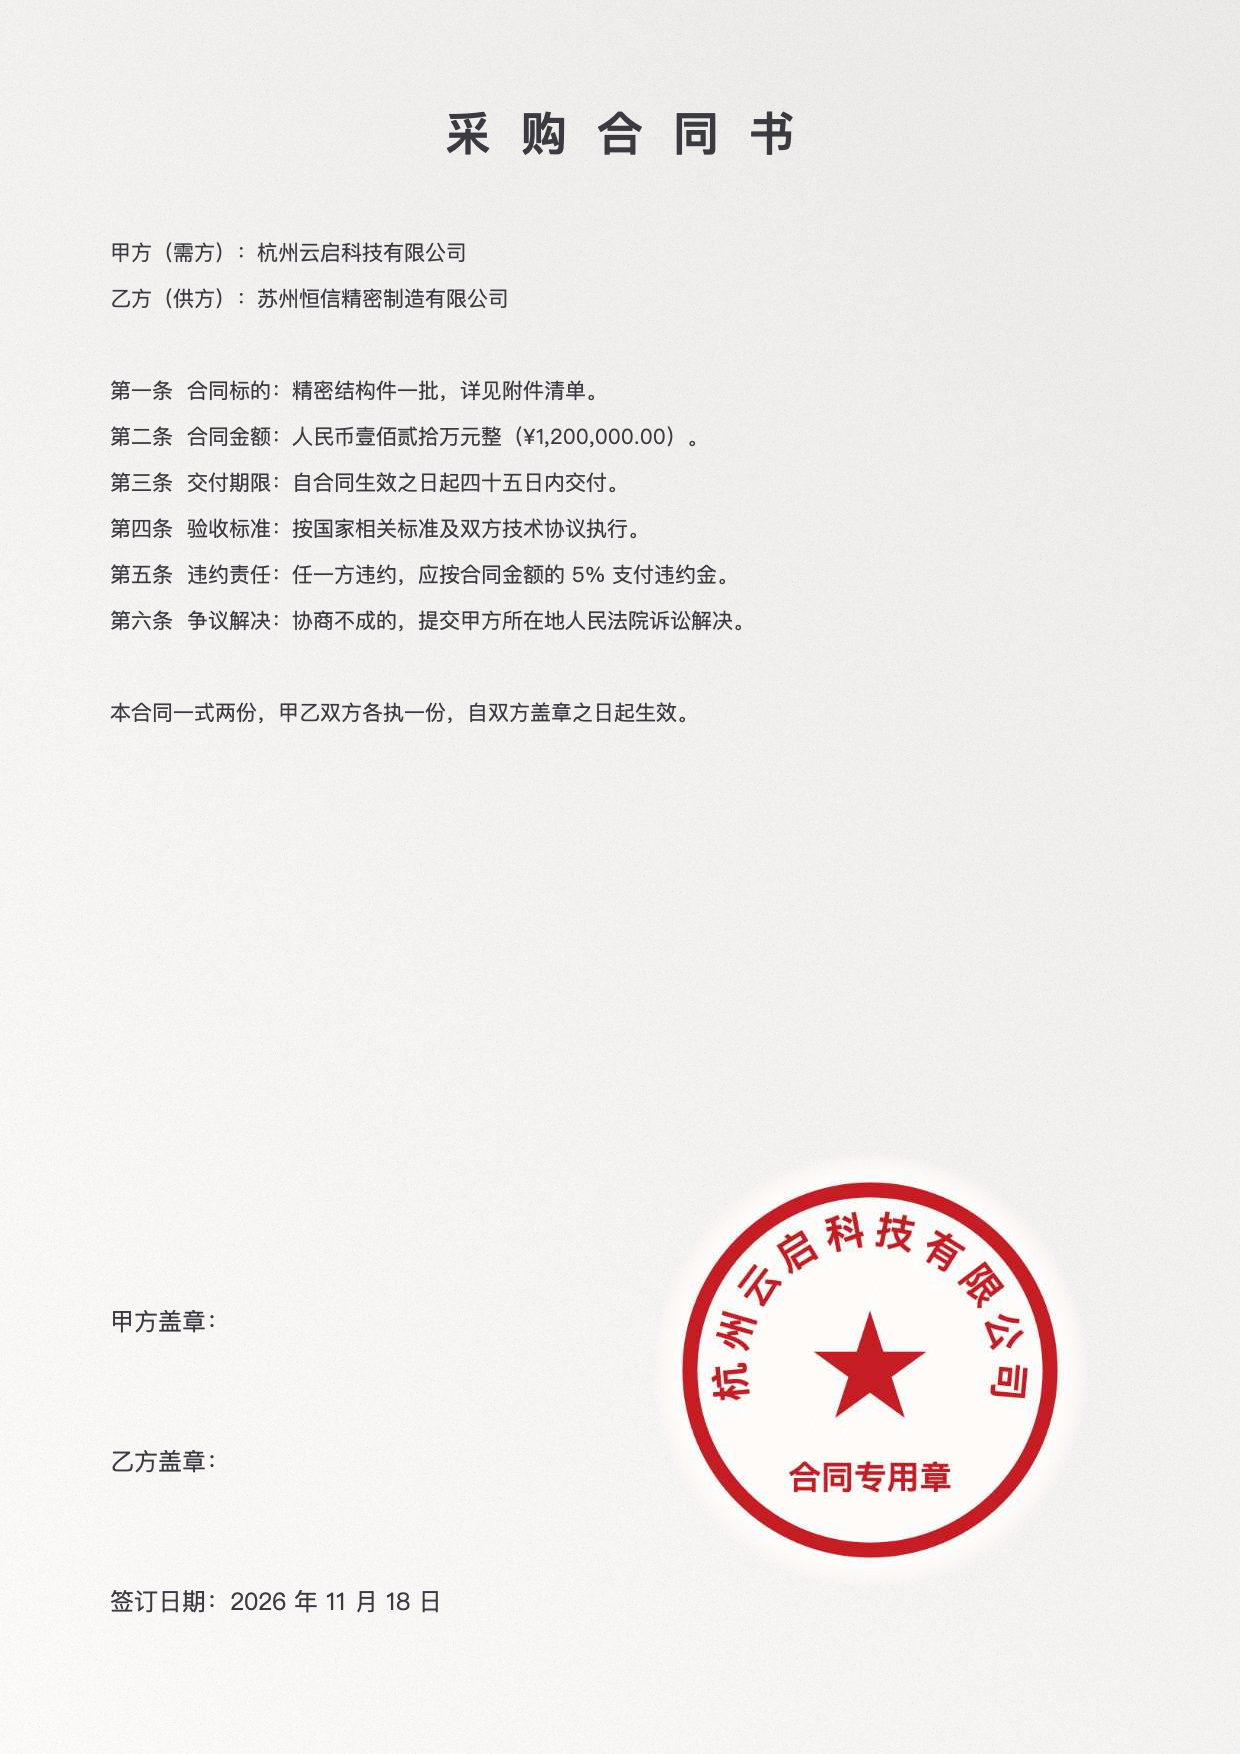 采购合同书
甲方（需方）：杭州云启科技有限公司
乙方（供方）：苏州恒信精密制造有限公司
第一条 合同标的：精密结构件一批，详见附件清单。
第二条 合同金额：人民币壹佰贰拾万元整（¥1,200,000.00）。
第三条 交付期限：自合同生效之日起四十五日内交付。
第四条 验收标准：按国家相关标准及双方技术协议执行。
第五条 违约责任：任一方违约，应按合同金额的 5% 支付违约金。
第六条 争议解决：协商不成的，提交甲方所在地人民法院诉讼解决。
本合同一式两份，甲乙双方各执一份，自双方盖章之日起生效。
甲方盖章：
乙方盖章：
签订日期：2026 年 11 月 18 日
杭州云启科技有限公司
合同专用章